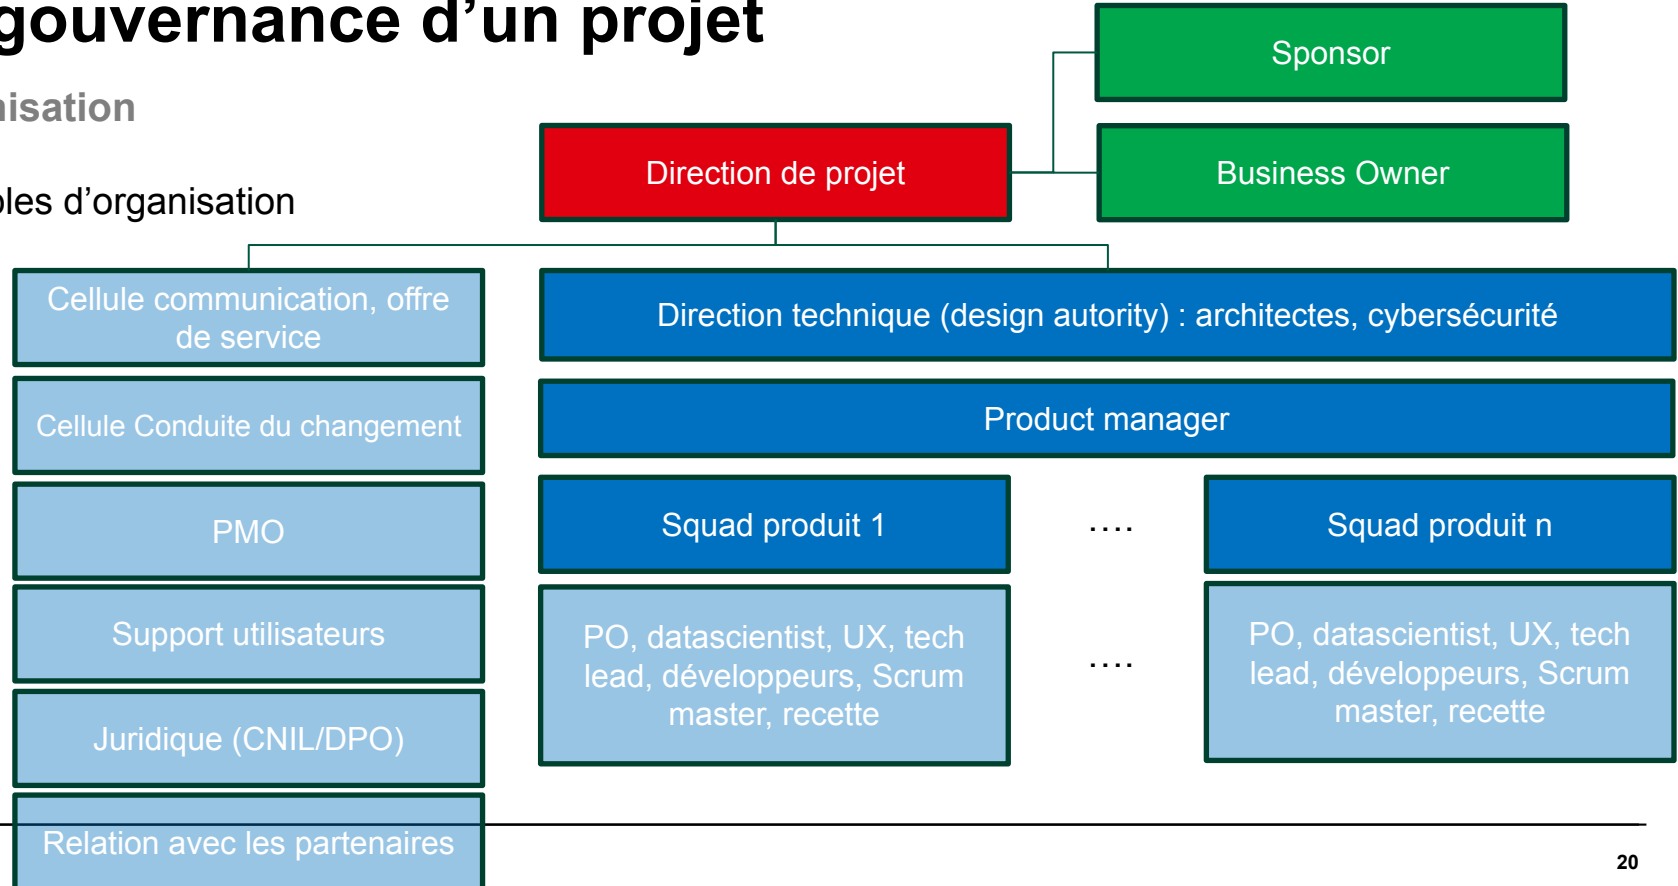 gouvernance d’un projet
nisation
ples d’organisation
Sponsor
Direction de projet
Business Owner
Cellule communication, offre
de service
Cellule Conduite du changement
PMO
Support utilisateurs
Juridique (CNIL/DPO)
Relation avec les partenaires
Direction technique (design autority) : architectes, cybersécurité
Product manager
Squad produit 1
....
Squad produit n
PO, datascientist, UX, tech
lead, développeurs, Scrum
master, recette
....
PO, datascientist, UX, tech
lead, développeurs, Scrum
master, recette
20